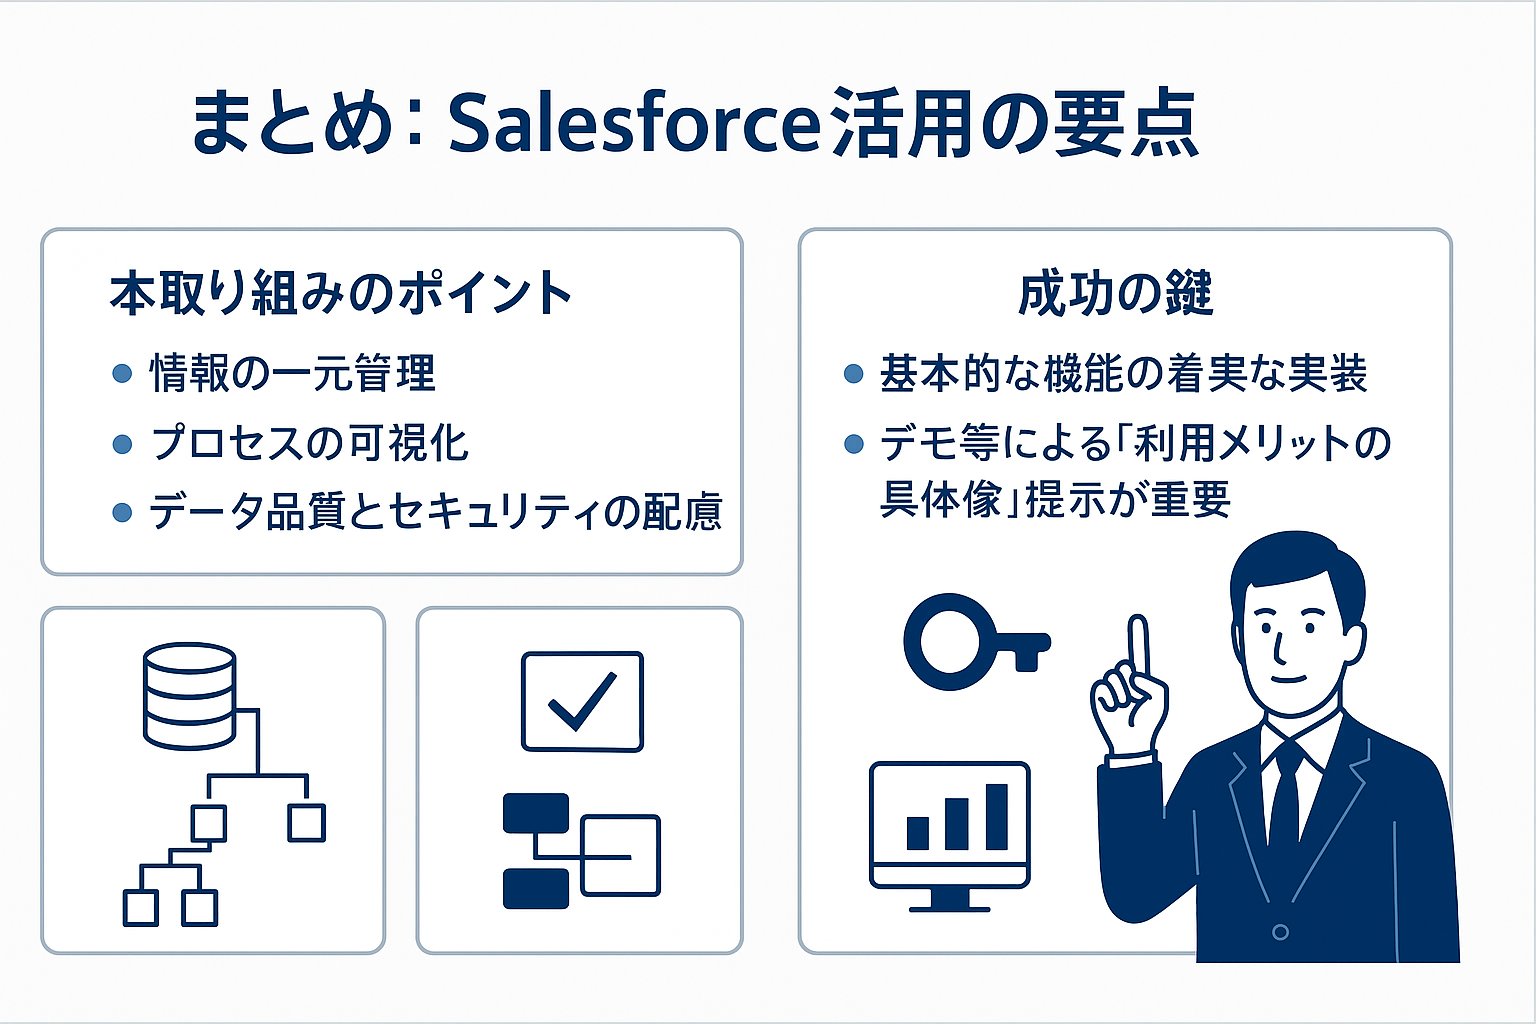 まとめ：Salesforce活用の要点
本取り組みのポイント
● 情報の一元管理
● プロセスの可視化
● データ品質とセキュリティの配慮
成功の鍵
● 基本的な機能の着実な実装
● デモ等による「利用メリットの
具体像」提示が重要